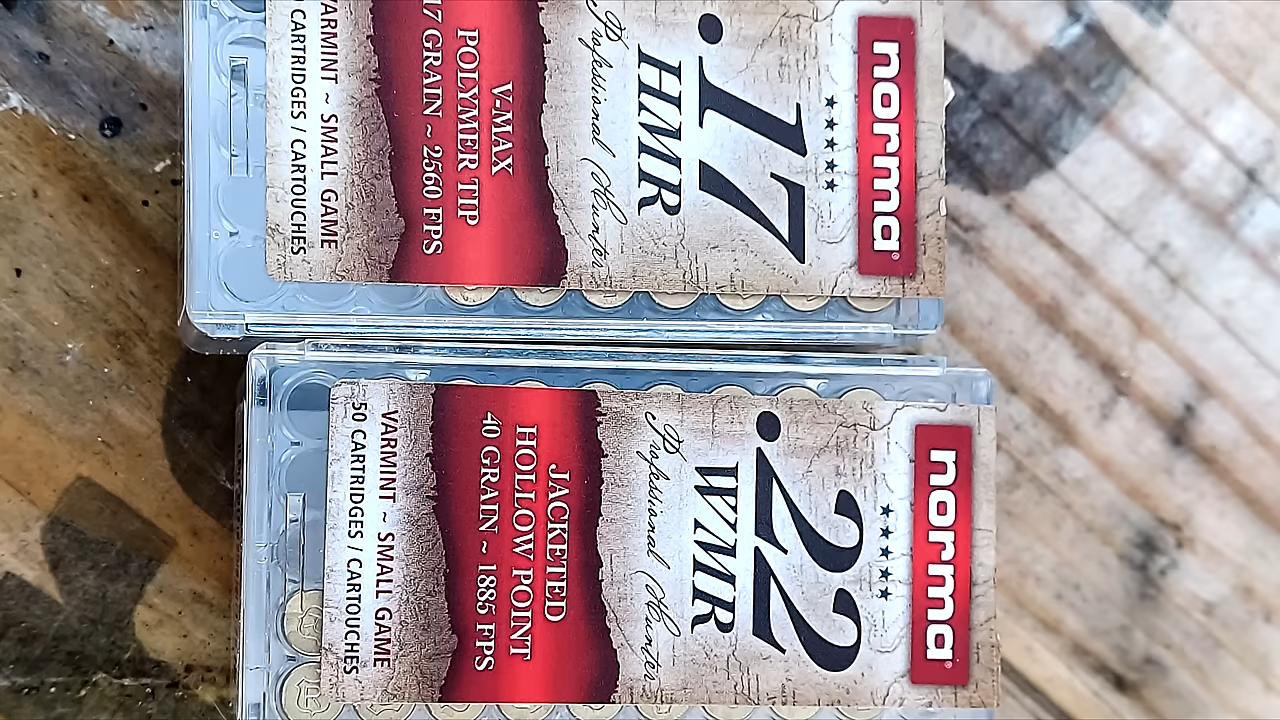 norma®
★★★★★
.17
HMR
Professional Hunter
V-MAX
POLYMER TIP
17 GRAIN ~ 2560 FPS
VARMINT ~ SMALL GAME
CARTRIDGES / CARTOUCHES
norma®
★★★★★
.22
WMR
Professional Hunter
JACKETED
HOLLOW POINT
40 GRAIN ~ 1885 FPS
VARMINT ~ SMALL GAME
50 CARTRIDGES / CARTOUCHES